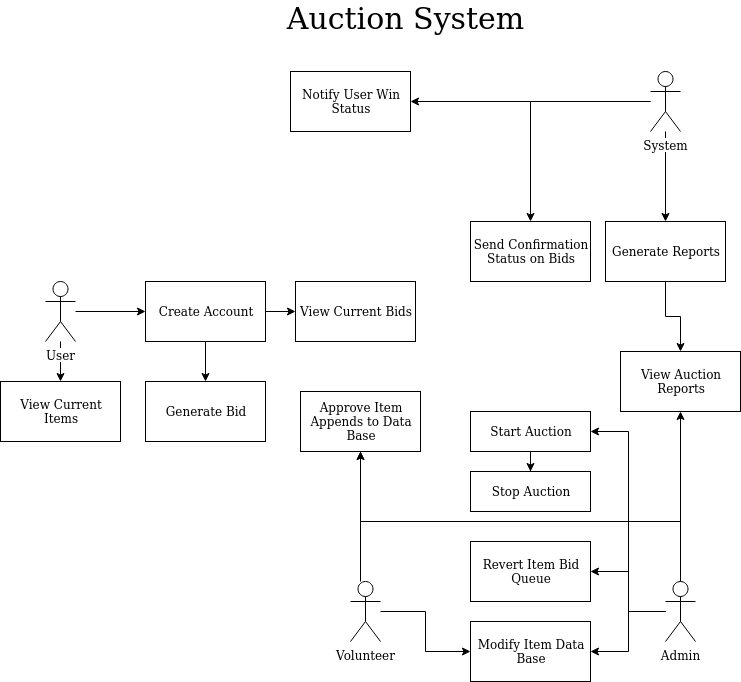 Auction System
Notify User Win
Status
System
Send Confirmation
Status on Bids
Generate Reports
Create Account
View Current Bids
User
View Current
Items
Generate Bid
View Auction
Reports
Approve Item
Appends to Data
Base
Start Auction
Stop Auction
Revert Item Bid
Queue
Volunteer
Modify Item Data
Base
Admin